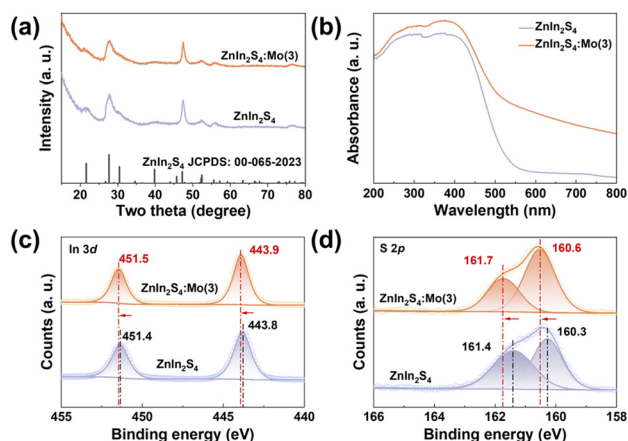 (a)
ZnIn₂S₄:Mo(3)
ZnIn₂S₄
ZnIn₂S₄ JCPDS: 00-065-2023
Intensity (a. u.)
20 30 40 50 60 70 80
Two theta (degree)
(b)
ZnIn₂S₄
ZnIn₂S₄:Mo(3)
Absorbance (a. u.)
200 300 400 500 600 700 800
Wavelength (nm)
(c)
In 3d
451.5
443.9
ZnIn₂S₄:Mo(3)
451.4
443.8
ZnIn₂S₄
Counts (a. u.)
455 450 445 440
Binding energy (eV)
(d)
S 2p
161.7
160.6
ZnIn₂S₄:Mo(3)
161.4
160.3
ZnIn₂S₄
Counts (a. u.)
166 164 162 160 158
Binding energy (eV)